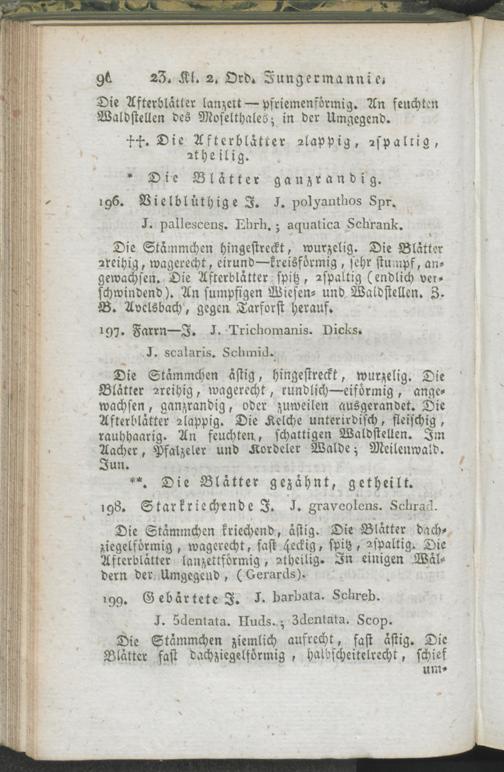 96 23. Kl. 2. Ord. Jungermannie.
Die Afterblätter lanzett — pfriemenförmig. An feuchten
Waldstellen des Moselthales; in der Umgegend.
††. Die Afterblätter 2lappig, 2spaltig,
2theilig.
* Die Blätter ganzrandig.
196. Vielblüthige J. J. polyanthos Spr.
J. pallescens. Ehrh.; aquatica Schrank.
Die Stämmchen hingestreckt, wurzelig. Die Blätter
2reihig, wagerecht, eirund—kreisförmig, sehr stumpf, an-
gewachsen. Die Afterblätter spitz, 2spaltig (endlich ver-
schwindend). An sumpfigen Wiesen- und Waldstellen. Z.
B. Avelsbach, gegen Tarforst herauf.
197. Farrn—J. J. Trichomanis. Dicks.
J. scalaris. Schmid.
Die Stämmchen ästig, hingestreckt, wurzelig. Die
Blätter 2reihig, wagerecht, rundlich—eiförmig, ange-
wachsen, ganzrandig, oder zuweilen ausgerandet. Die
Afterblätter 2lappig. Die Kelche unterirdisch, fleischig,
rauhhaarig. An feuchten, schattigen Waldstellen. Im
Aacher, Pfalzeler und Kordeler Walde; Meilenwald.
Jun.
**. Die Blätter gezähnt, getheilt.
198. Starkriechende J. J. graveolens. Schrad.
Die Stämmchen kriechend, ästig. Die Blätter dach-
ziegelförmig, wagerecht, fast 4eckig, spitz, 2spaltig. Die
Afterblätter lanzettförmig, 2theilig. In einigen Wäl-
dern der Umgegend, (Gerards).
199. Gebärtete J. J. barbata. Schreb.
J. 5dentata. Huds.; 3dentata. Scop.
Die Stämmchen ziemlich aufrecht, fast ästig. Die
Blätter fast dachziegelförmig, halbscheitelrecht, schief
um-